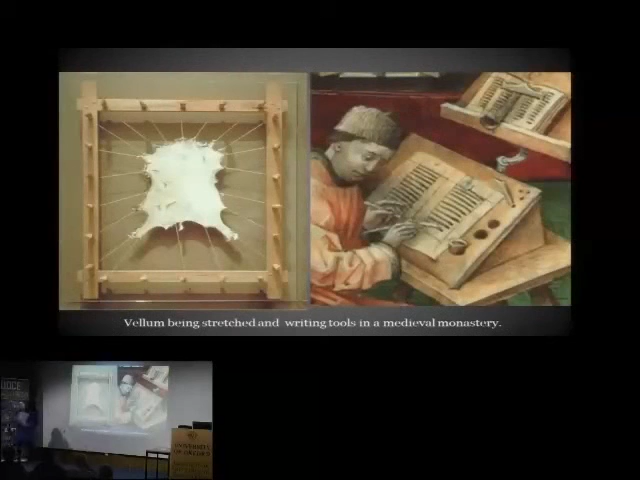 Vellum being stretched and writing tools in a medieval monastery.